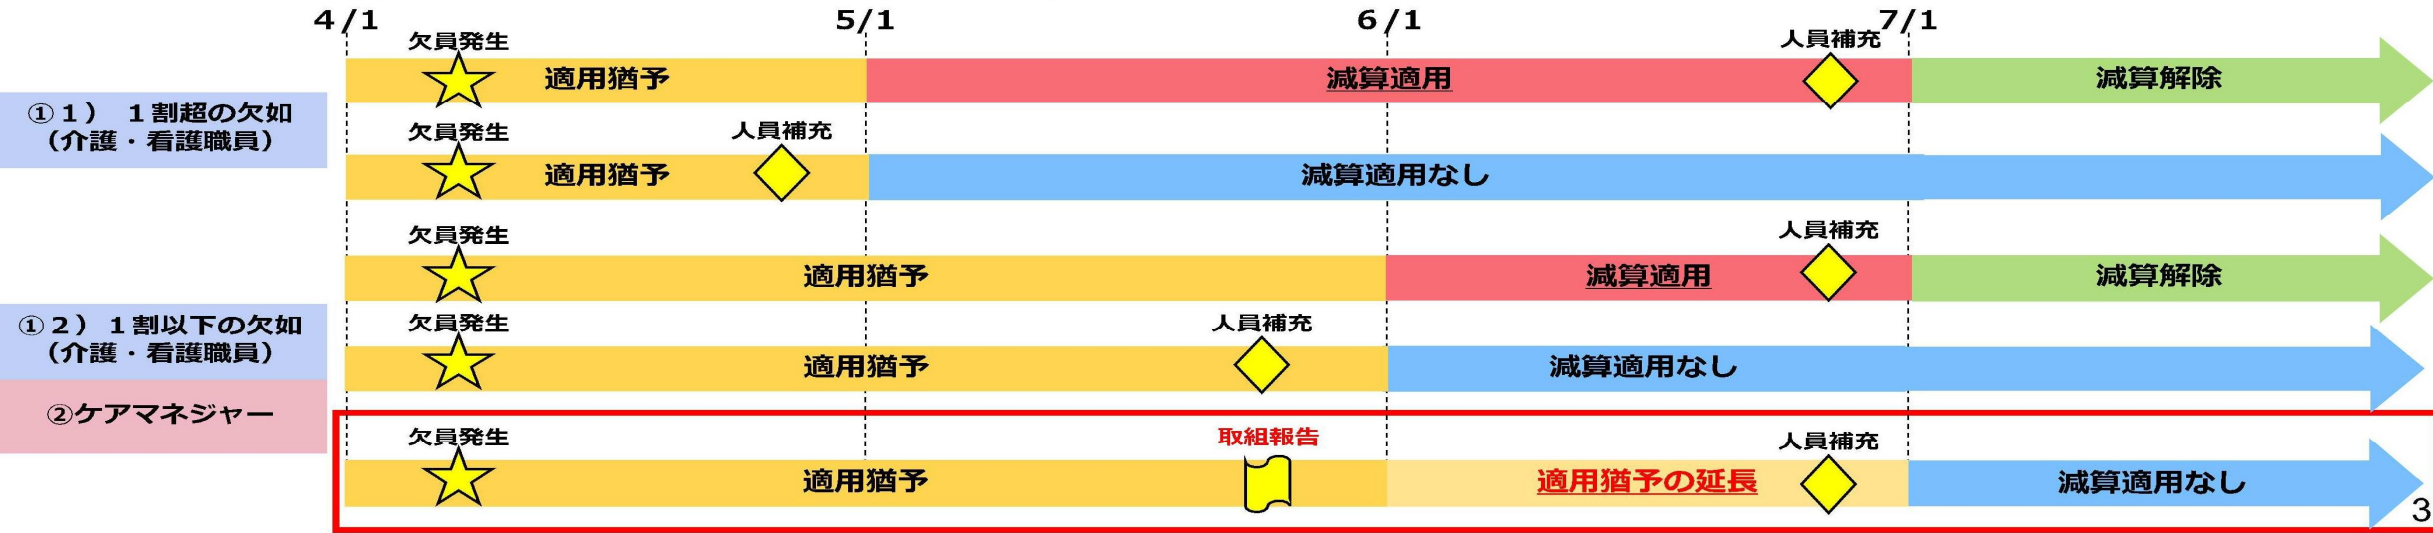 4/1
5/1
6/1
7/1
欠員発生
人員補充
適用猶予
減算適用
減算解除
①1） 1割超の欠如
（介護・看護職員）
欠員発生
人員補充
適用猶予
減算適用なし
欠員発生
人員補充
適用猶予
減算適用
減算解除
①2）1割以下の欠如
（介護・看護職員）
欠員発生
人員補充
適用猶予
減算適用なし
②ケアマネジャー
欠員発生
取組報告
人員補充
適用猶予
適用猶予の延長
減算適用なし
3